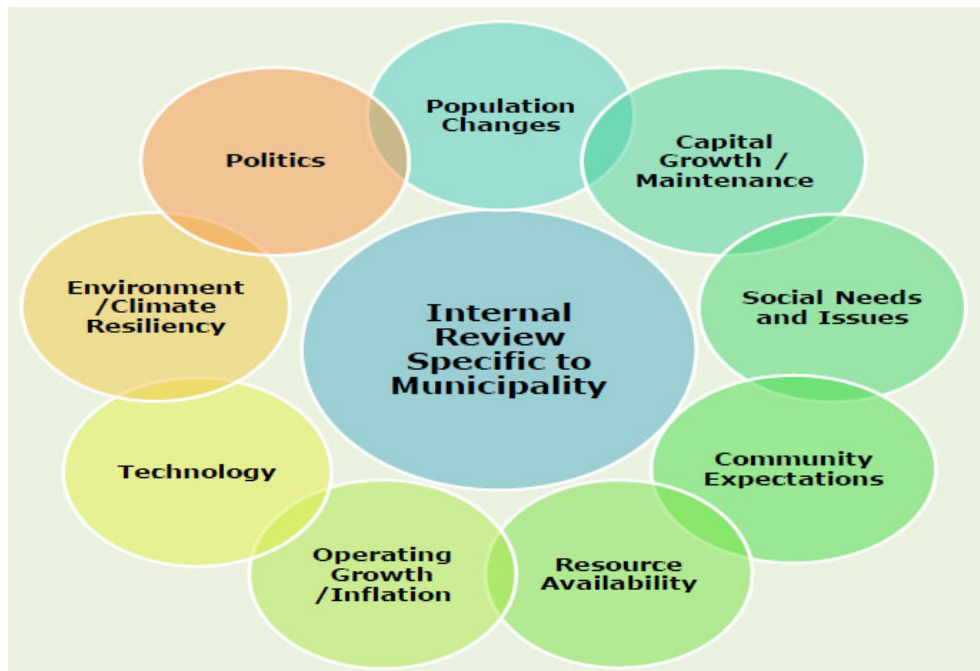 Population
Changes
Capital
Growth /
Maintenance
Social Needs
and Issues
Community
Expectations
Resource
Availability
Operating
Growth
/Inflation
Technology
Environment
/Climate
Resiliency
Politics
Internal
Review
Specific to
Municipality